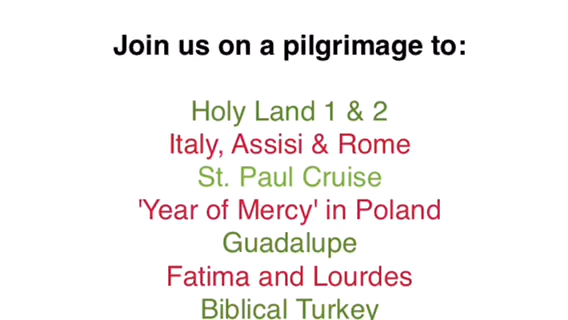 Join us on a pilgrimage to:
Holy Land 1 & 2
Italy, Assisi & Rome
St. Paul Cruise
'Year of Mercy' in Poland
Guadalupe
Fatima and Lourdes
Biblical Turkey